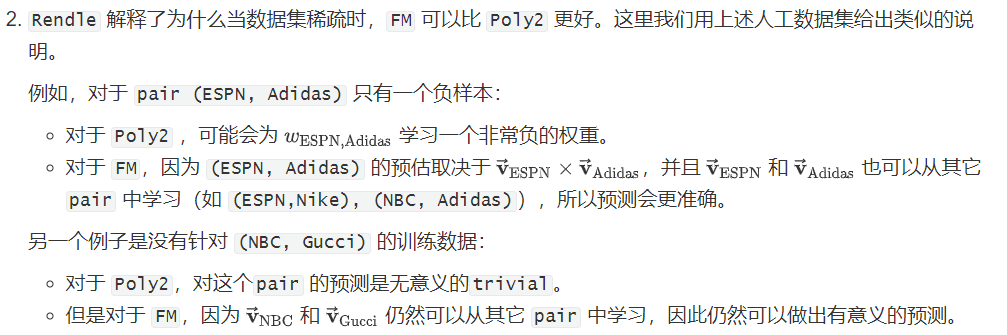 2. Rendle 解释了为什么当数据集稀疏时，FM 可以比 Poly2 更好。这里我们用上述人工数据集给出类似的说
明。
例如，对于 pair (ESPN, Adidas) 只有一个负样本：
◦ 对于 Poly2 ，可能会为 $w_{\text{ESPN,Adidas}}$ 学习一个非常负的权重。
◦ 对于 FM，因为 (ESPN, Adidas) 的预估取决于 $\vec{\mathbf{v}}_{\text{ESPN}} \times \vec{\mathbf{v}}_{\text{Adidas}}$，并且 $\vec{\mathbf{v}}_{\text{ESPN}}$ 和 $\vec{\mathbf{v}}_{\text{Adidas}}$ 也可以从其它
pair 中学习（如 (ESPN,Nike), (NBC, Adidas)），所以预测会更准确。
另一个例子是没有针对 (NBC, Gucci) 的训练数据：
◦ 对于 Poly2，对这个pair 的预测是无意义的trivial。
◦ 但是对于 FM，因为 $\vec{\mathbf{v}}_{\text{NBC}}$ 和 $\vec{\mathbf{v}}_{\text{Gucci}}$ 仍然可以从其它 pair 中学习，因此仍然可以做出有意义的预测。